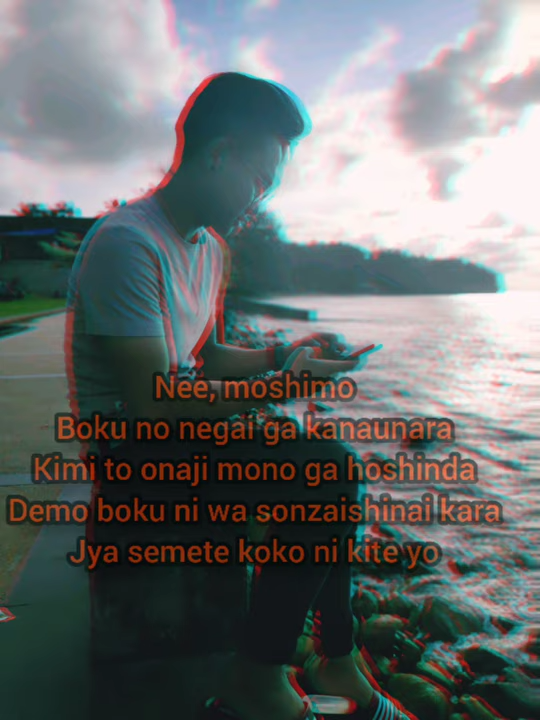 Nee, moshimo
Boku no negai ga kanaunara
Kimi to onaji mono ga hoshinda
Demo boku ni wa sonzaishinai kara
Jya semete koko ni kite yo